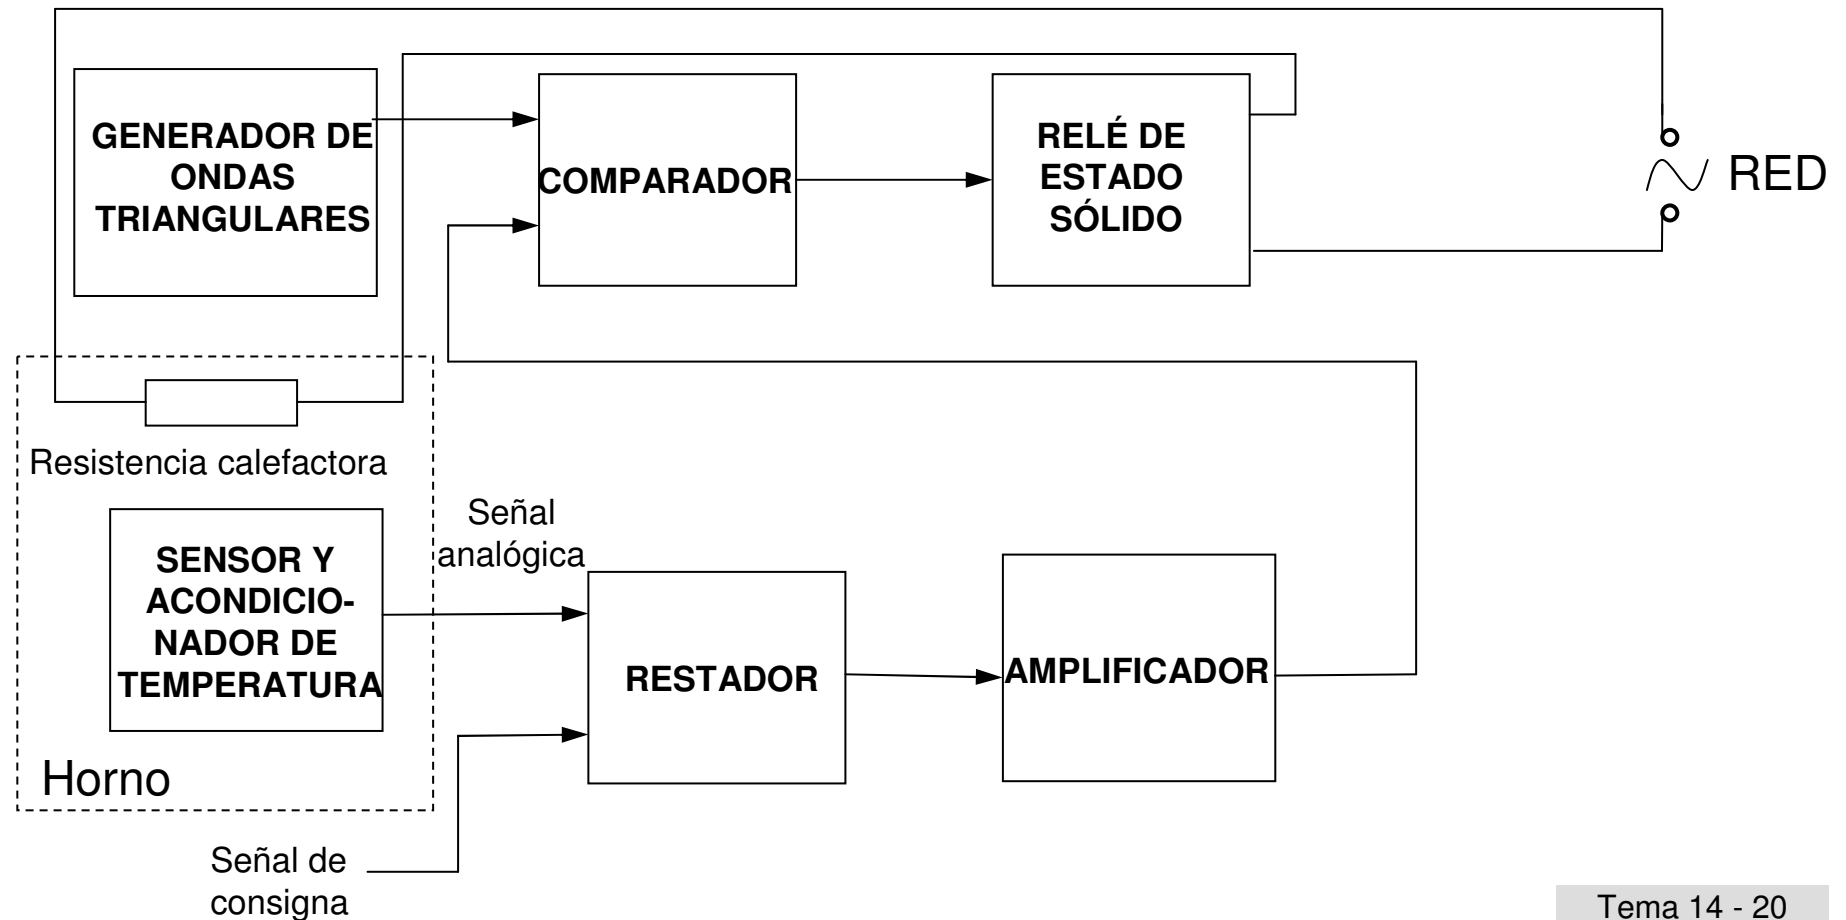 GENERADOR DE
ONDAS
TRIANGULARES
COMPARADOR
RELÉ DE
ESTADO
SÓLIDO
RED
Resistencia calefactora
SENSOR Y
ACONDICIO-
NADOR DE
TEMPERATURA
Horno
Señal
analógica
RESTADOR
AMPLIFICADOR
Señal de
consigna
Tema 14 - 20